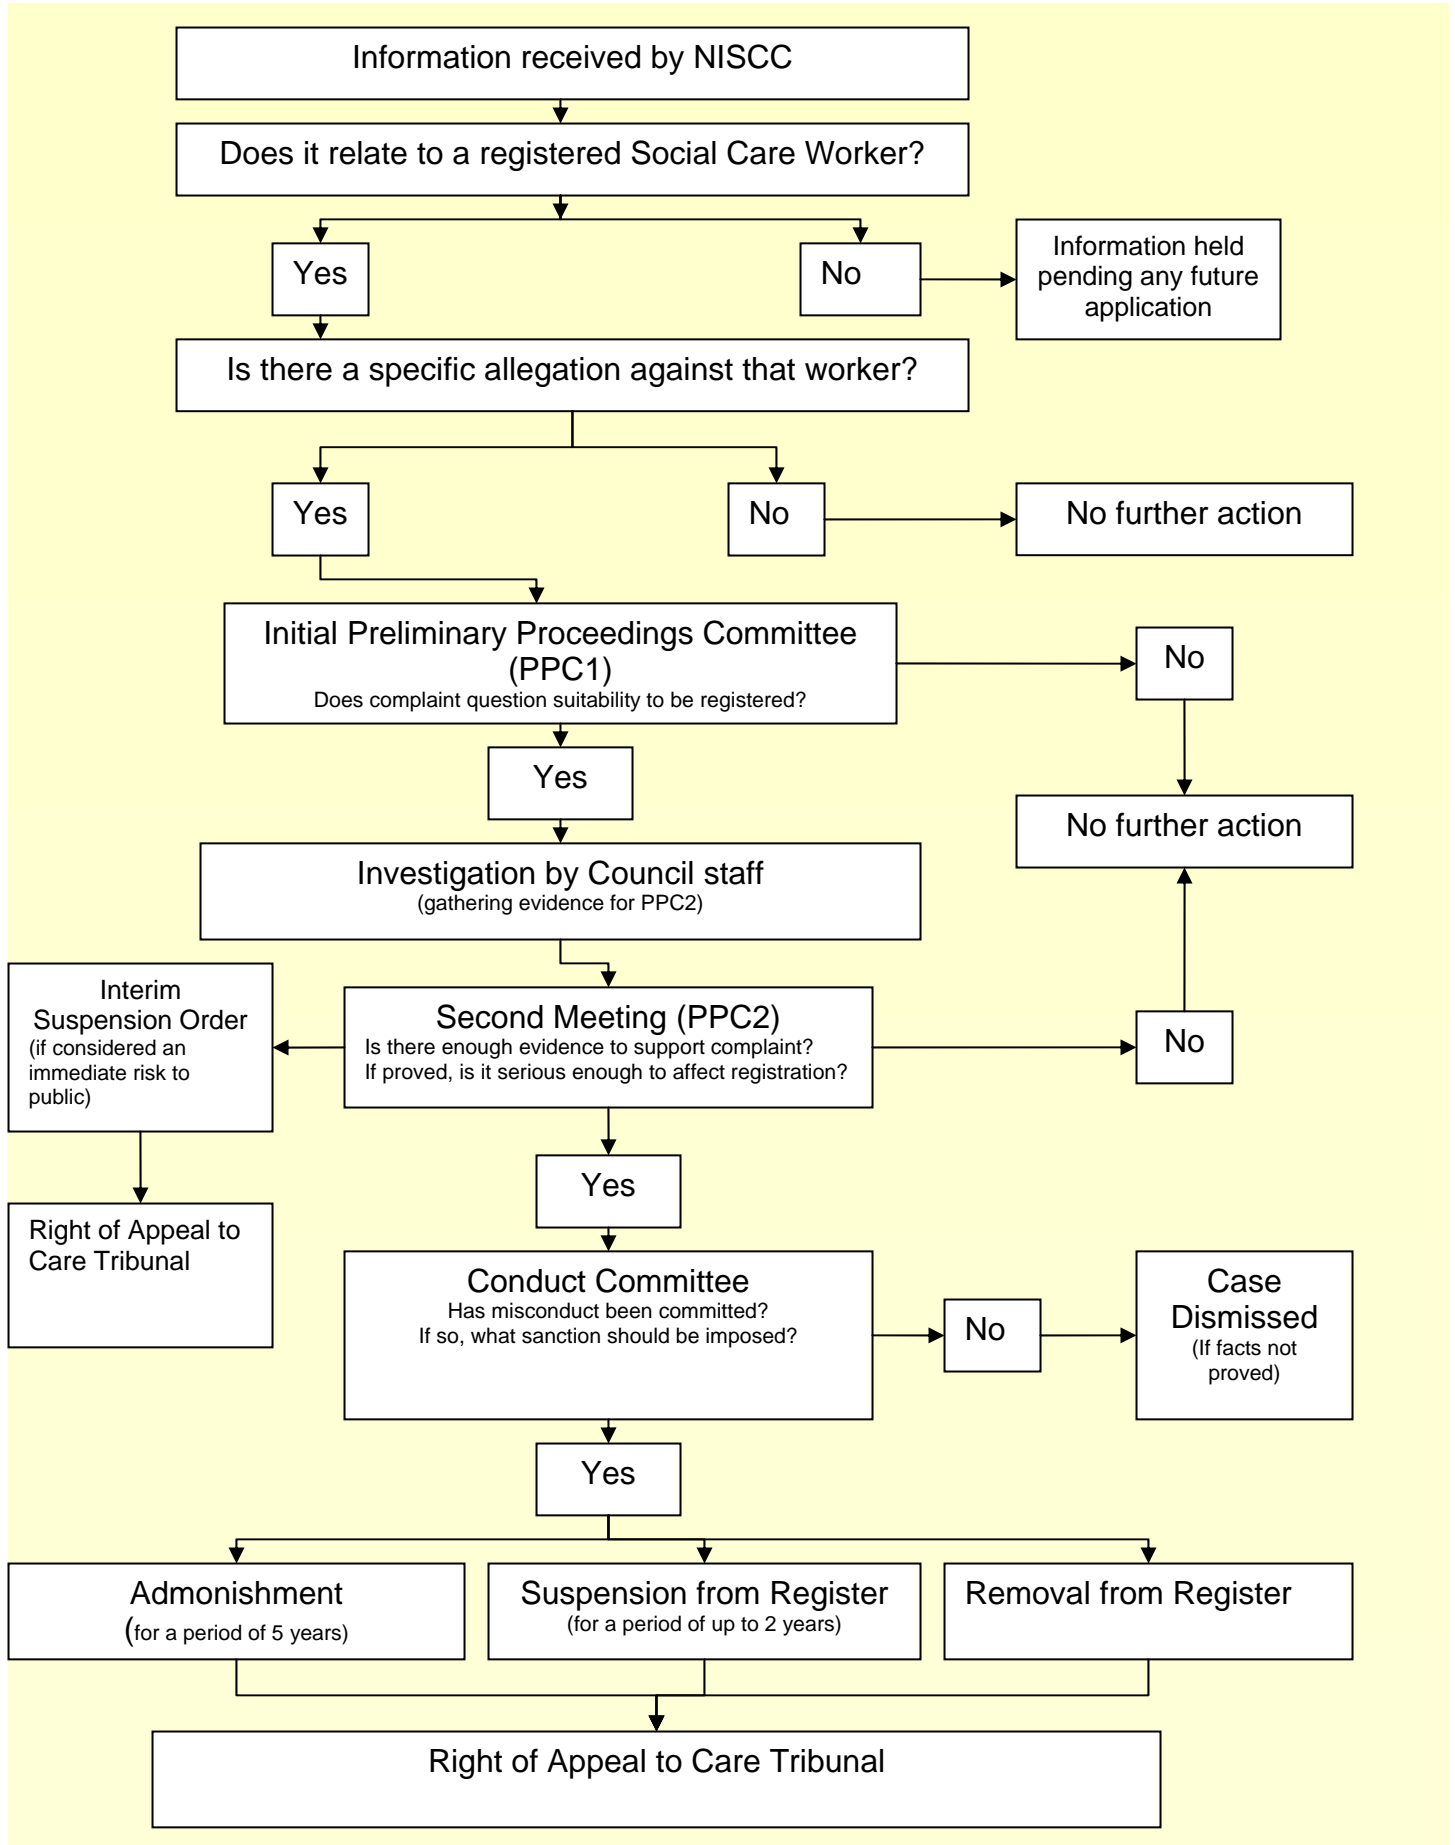 Information received by NISCC
Does it relate to a registered Social Care Worker?
Yes
No
Information held
pending any future
application
Is there a specific allegation against that worker?
Yes
No
No further action
Initial Preliminary Proceedings Committee
(PPC1)
Does complaint question suitability to be registered?
No
Yes
No further action
Investigation by Council staff
(gathering evidence for PPC2)
Interim
Suspension Order
(if considered an
immediate risk to
public)
Second Meeting (PPC2)
Is there enough evidence to support complaint?
If proved, is it serious enough to affect registration?
No
Yes
Right of Appeal to
Care Tribunal
Conduct Committee
Has misconduct been committed?
If so, what sanction should be imposed?
No
Case
Dismissed
(If facts not
proved)
Yes
Admonishment
(for a period of 5 years)
Suspension from Register
(for a period of up to 2 years)
Removal from Register
Right of Appeal to Care Tribunal